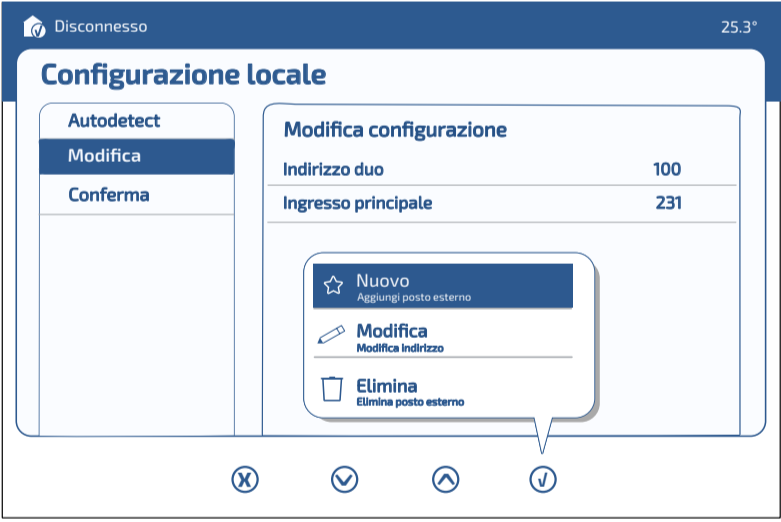 Disconnesso 25.3°
Configurazione locale
Autodetect
Modifica
Conferma
Modifica configurazione
Indirizzo duo 100
Ingresso principale 231
Nuovo
Aggiungi posto esterno
Modifica
Modifica indirizzo
Elimina
Elimina posto esterno